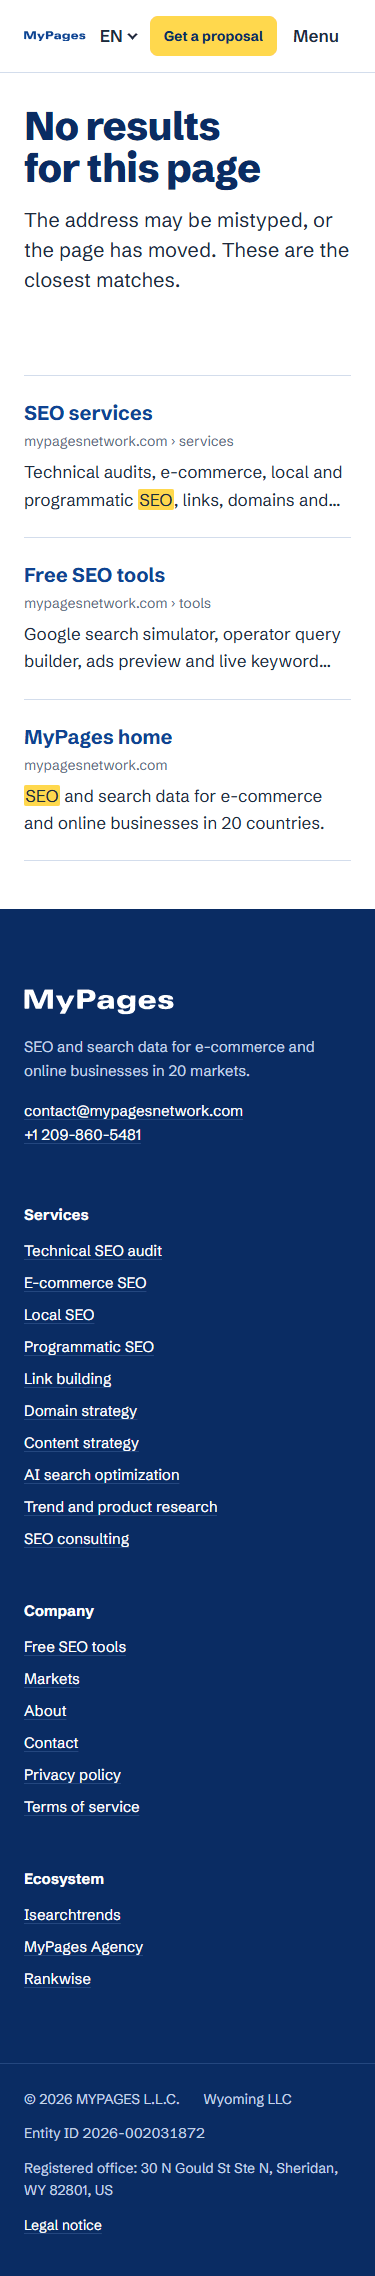 MyPages EN Get a proposal Menu
No results
for this page
The address may be mistyped, or
the page has moved. These are the
closest matches.
SEO services
mypagesnetwork.com › services
Technical audits, e-commerce, local and
programmatic SEO, links, domains and...
Free SEO tools
mypagesnetwork.com › tools
Google search simulator, operator query
builder, ads preview and live keyword...
MyPages home
mypagesnetwork.com
SEO and search data for e-commerce
and online businesses in 20 countries.
MyPages
SEO and search data for e-commerce and
online businesses in 20 markets.
contact@mypagesnetwork.com
+1 209-860-5481
Services
Technical SEO audit
E-commerce SEO
Local SEO
Programmatic SEO
Link building
Domain strategy
Content strategy
AI search optimization
Trend and product research
SEO consulting
Company
Free SEO tools
Markets
About
Contact
Privacy policy
Terms of service
Ecosystem
Isearchtrends
MyPages Agency
Rankwise
© 2026 MYPAGES L.L.C. Wyoming LLC
Entity ID 2026-002031872
Registered office: 30 N Gould St Ste N, Sheridan,
WY 82801, US
Legal notice